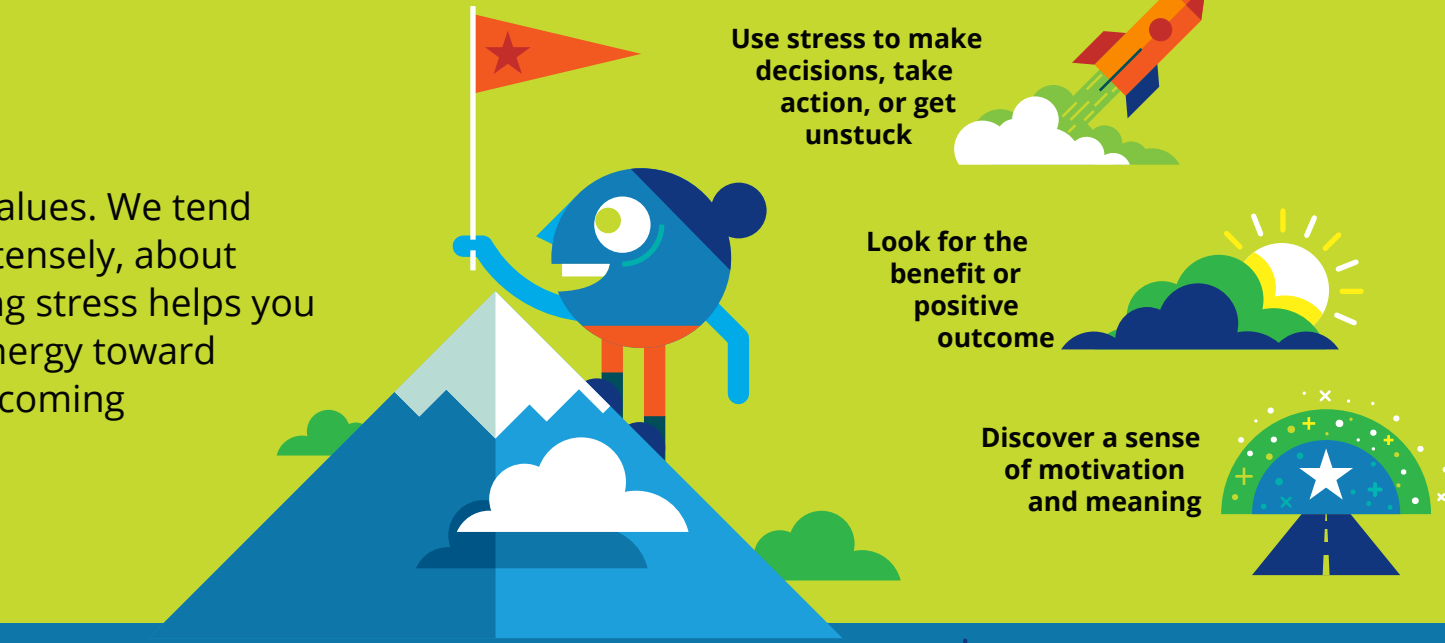 alues. We tend
tensely, about
ng stress helps you
nergy toward
coming
Use stress to make
decisions, take
action, or get
unstuck
Look for the
benefit or
positive
outcome
Discover a sense
of motivation
and meaning